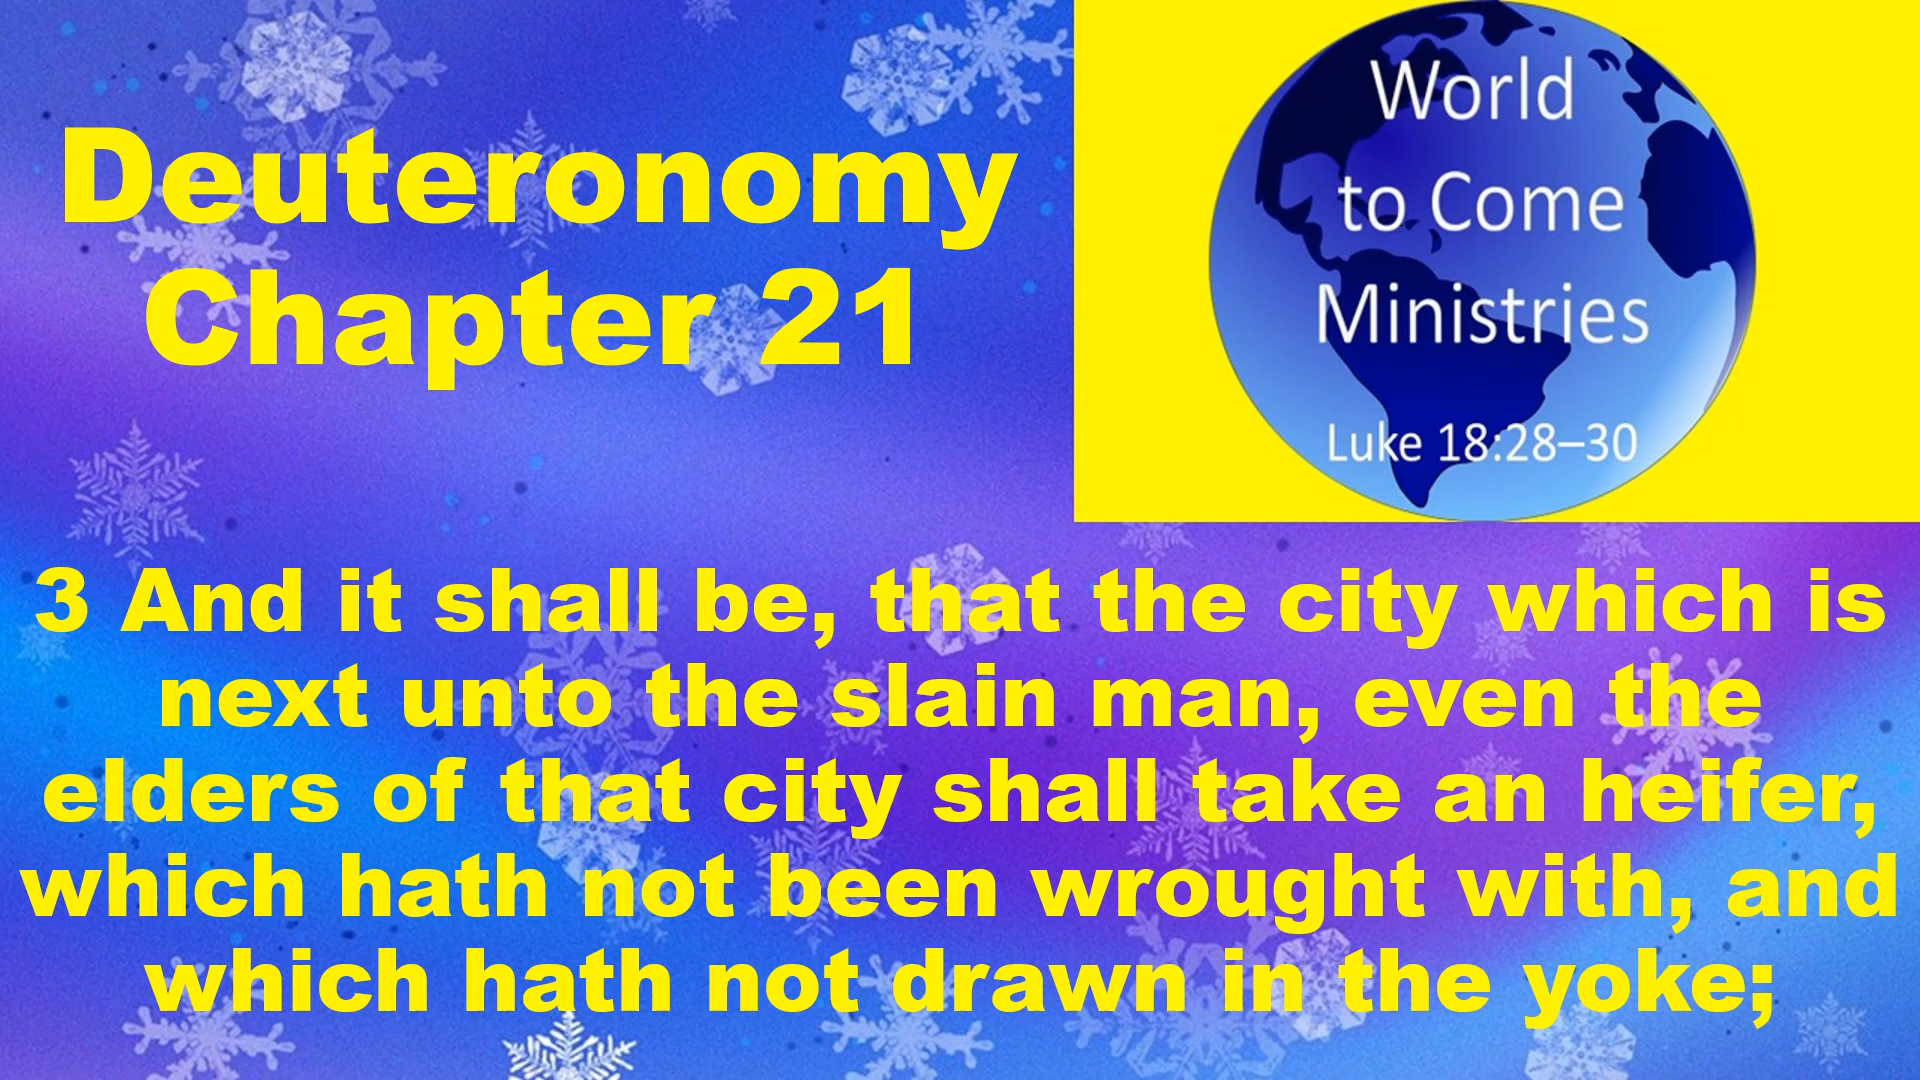 Deuteronomy
Chapter 21
World
to Come
Ministries
Luke 18:28–30
3 And it shall be, that the city which is
next unto the slain man, even the
elders of that city shall take an heifer,
which hath not been wrought with, and
which hath not drawn in the yoke;